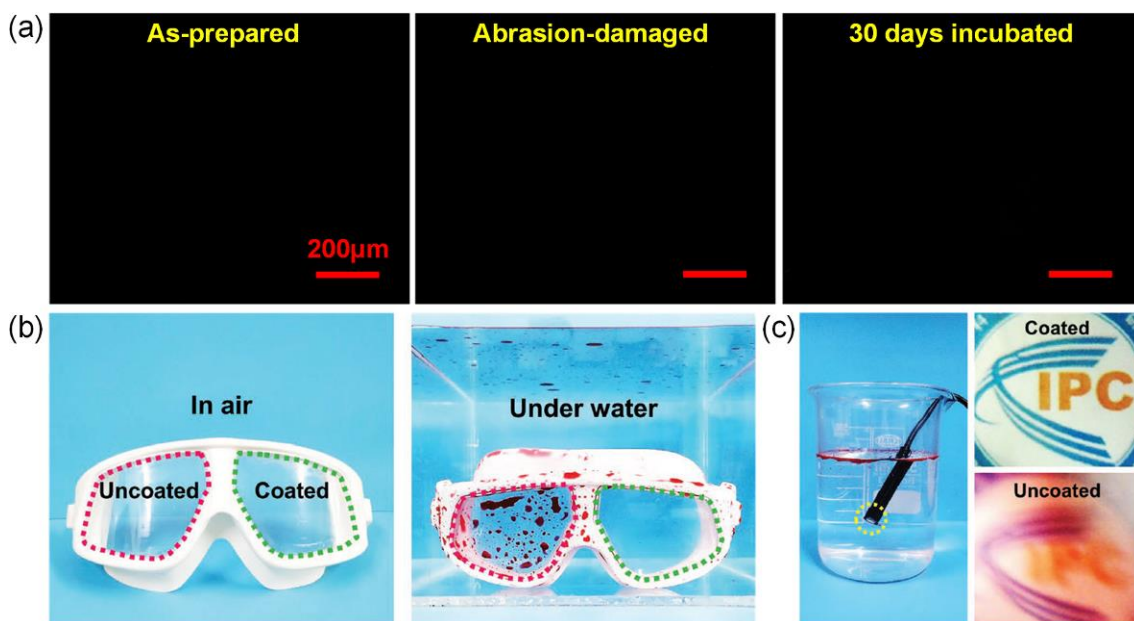 (a)
As-prepared
Abrasion-damaged
30 days incubated
200μm
(b)
In air
Uncoated
Coated
Under water
(c)
Coated
IPC
Uncoated